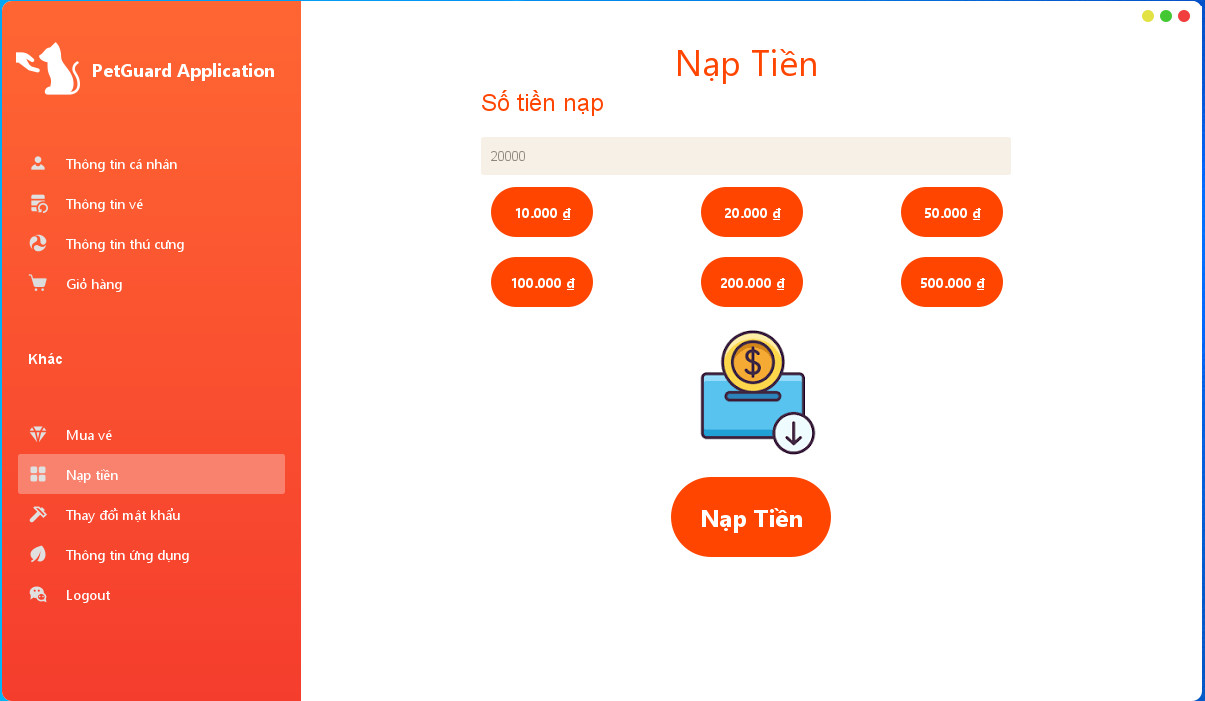 PetGuard Application
Thông tin cá nhân
Thông tin vé
Thông tin thú cưng
Giỏ hàng
Khác
Mua vé
Nạp tiền
Thay đổi mật khẩu
Thông tin ứng dụng
Logout
Nạp Tiền
Số tiền nạp
20000
10.000 ₫
20.000 ₫
50.000 ₫
100.000 ₫
200.000 ₫
500.000 ₫
$
Nạp Tiền